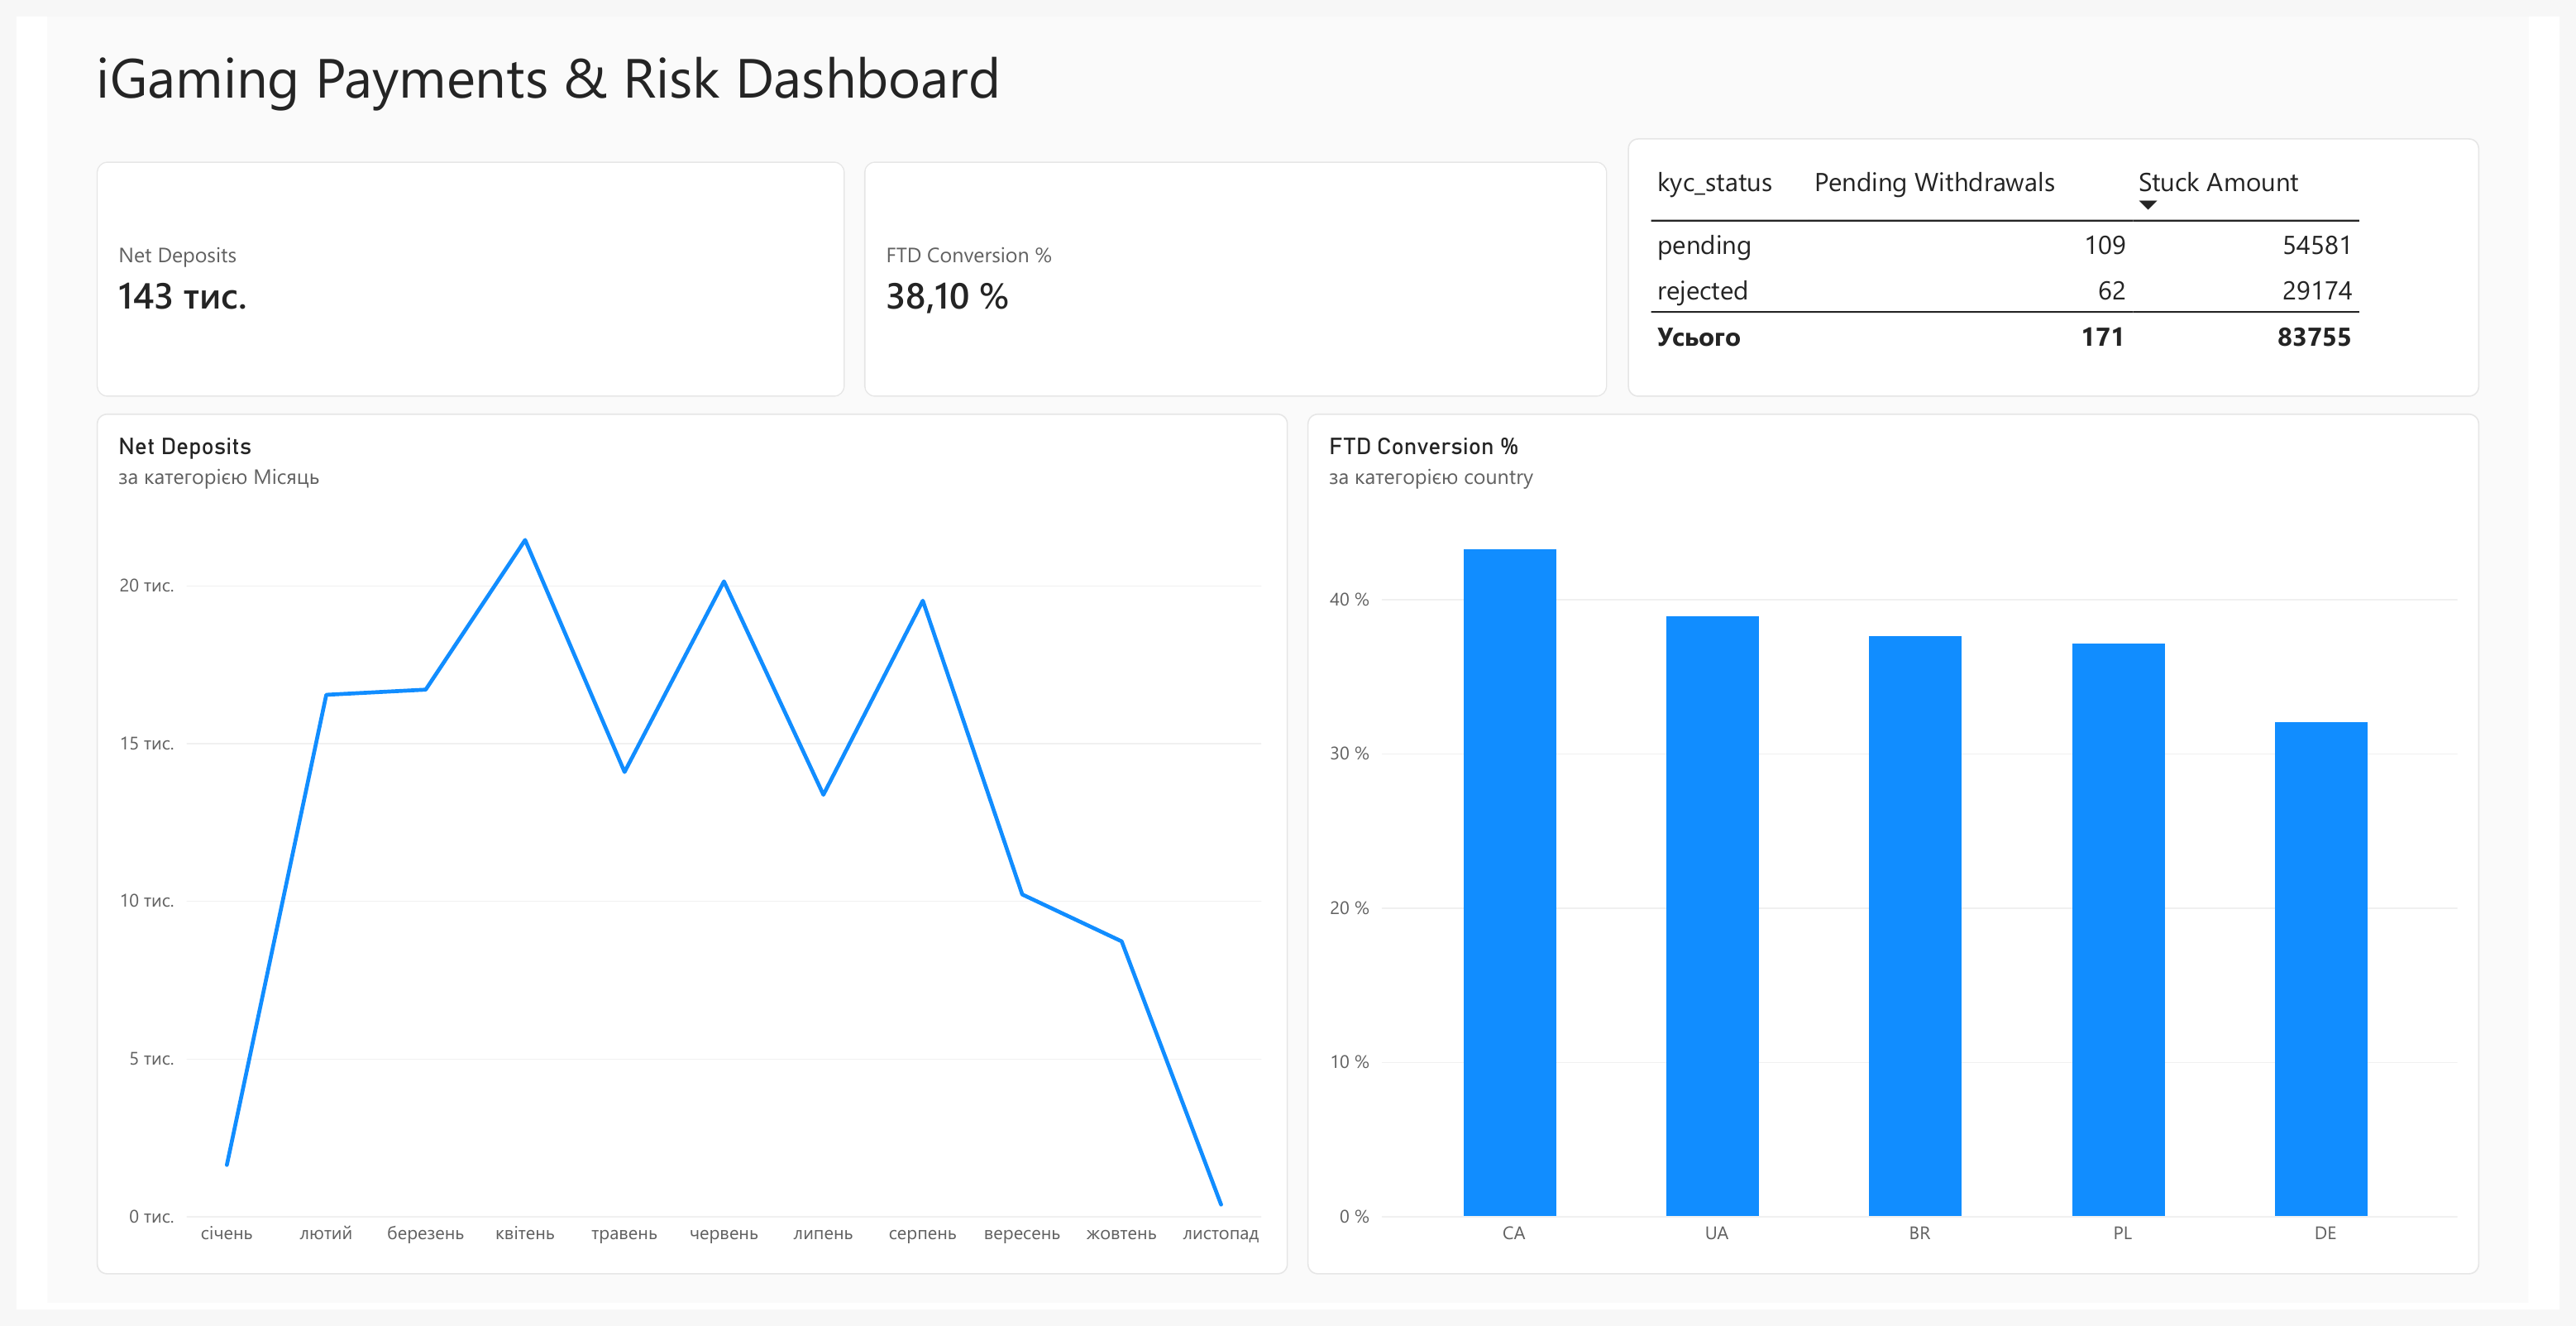 iGaming Payments & Risk Dashboard
Net Deposits
143 тис.
FTD Conversion %
38,10 %
kyc_status Pending Withdrawals Stuck Amount
pending 109 54581
rejected 62 29174
Усього 171 83755
Net Deposits
за категорією Місяць
20 тис.
15 тис.
10 тис.
5 тис.
0 тис.
січень лютий березень квітень травень червень липень серпень вересень жовтень листопад
FTD Conversion %
за категорією country
40 %
30 %
20 %
10 %
0 %
CA UA BR PL DE